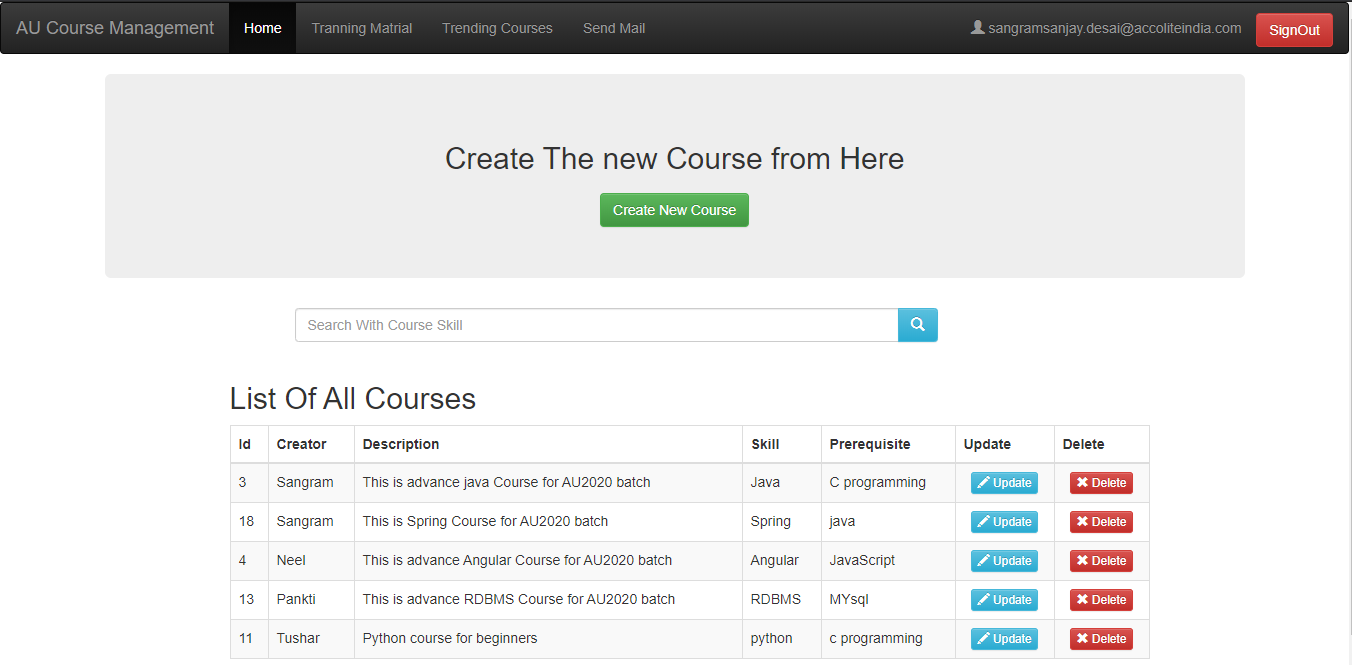 AU Course Management Home Tranning Matrial Trending Courses Send Mail sangramsanjay.desai@accoliteindia.com SignOut
Create The new Course from Here
Create New Course
Search With Course Skill
List Of All Courses
Id Creator Description Skill Prerequisite Update Delete
3 Sangram This is advance java Course for AU2020 batch Java C programming Update Delete
18 Sangram This is Spring Course for AU2020 batch Spring java Update Delete
4 Neel This is advance Angular Course for AU2020 batch Angular JavaScript Update Delete
13 Pankti This is advance RDBMS Course for AU2020 batch RDBMS MYsql Update Delete
11 Tushar Python course for beginners python c programming Update Delete